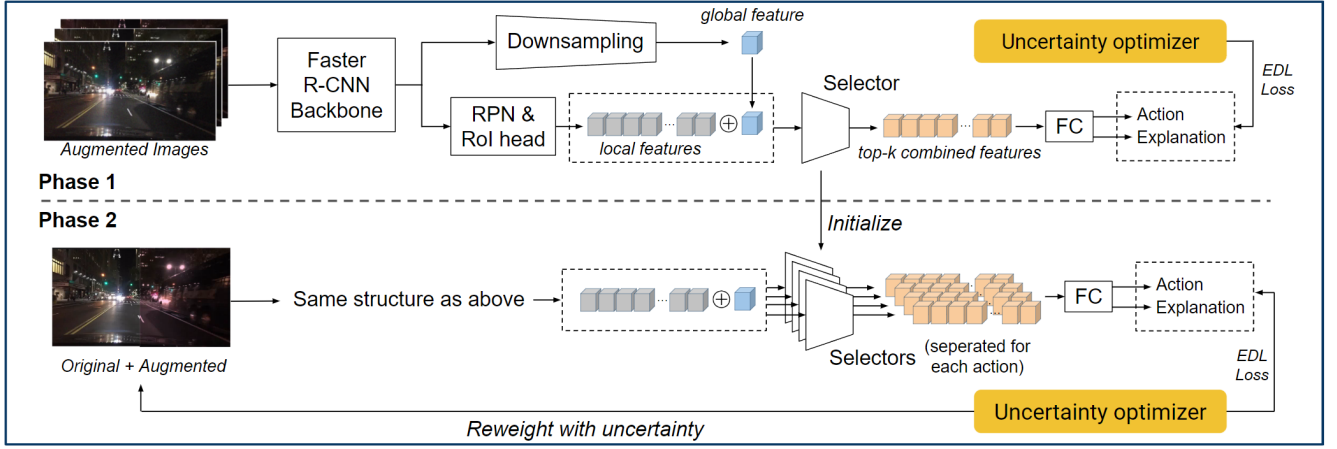 global feature
Downsampling
Uncertainty optimizer
Faster
R-CNN
Backbone
EDL
Loss
Selector
RPN &
RoI head
FC
Action
Explanation
local features
top-k combined features
Augmented Images
Phase 1
Phase 2
Initialize
Same structure as above
FC
Action
Explanation
Selectors
(seperated for
each action)
Original + Augmented
EDL
Loss
Uncertainty optimizer
Reweight with uncertainty